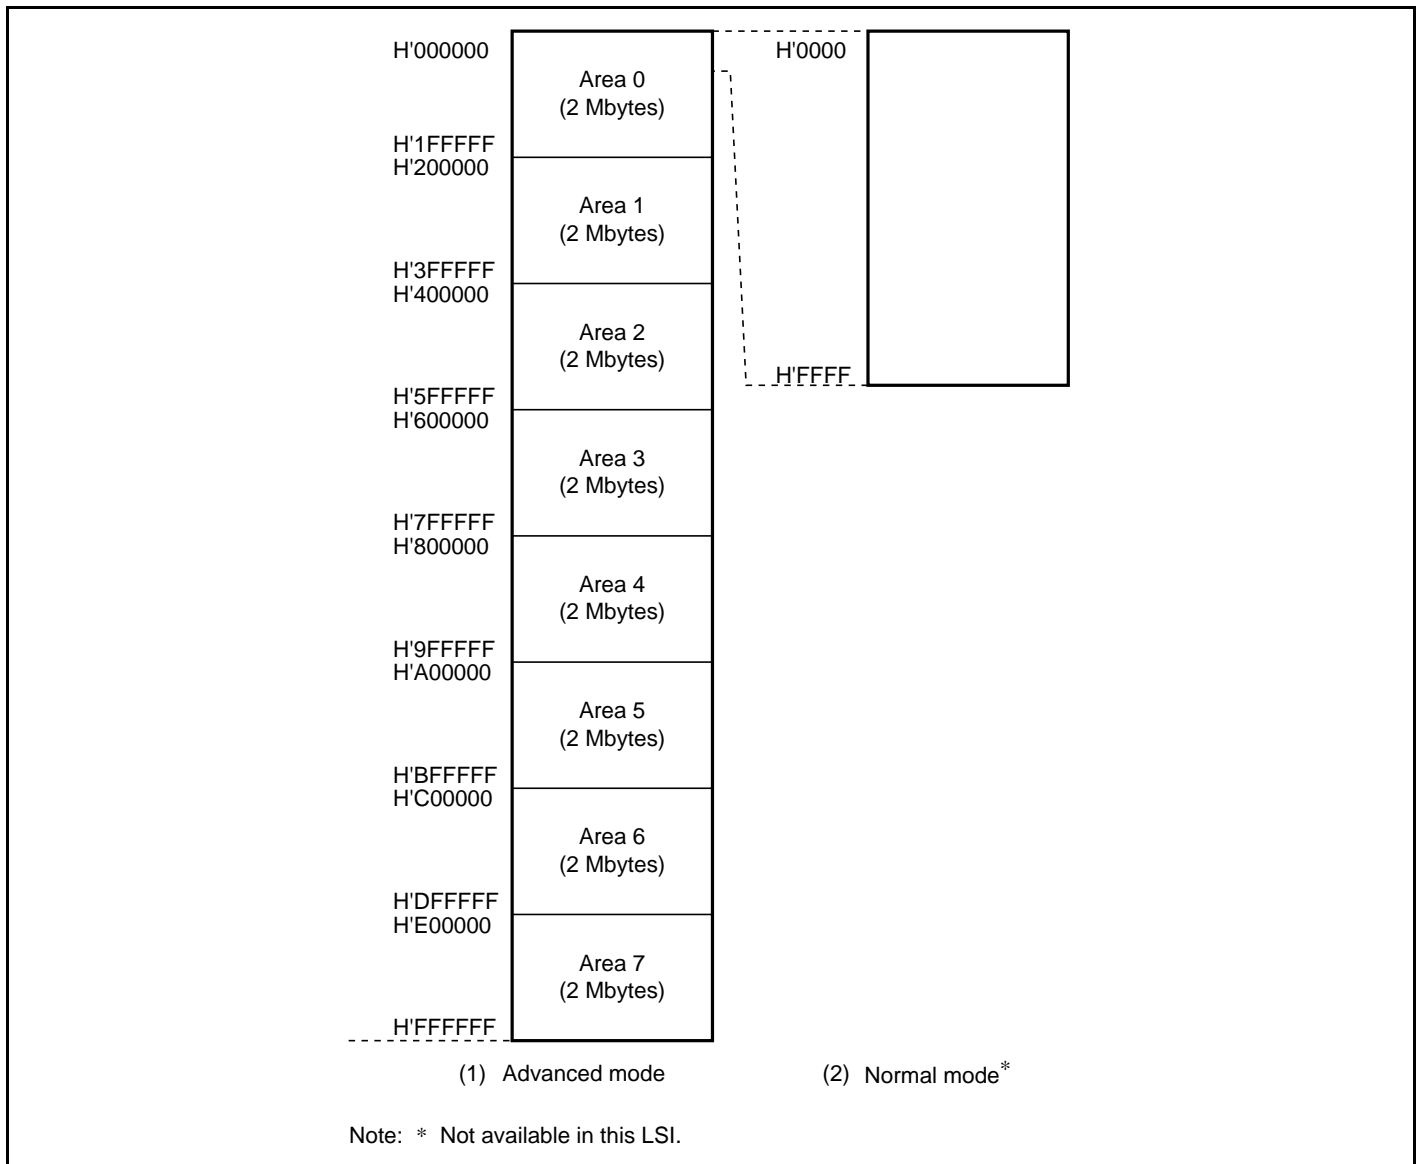 H'000000
Area 0
(2 Mbytes)
H'1FFFFF
H'200000
Area 1
(2 Mbytes)
H'3FFFFF
H'400000
Area 2
(2 Mbytes)
H'5FFFFF
H'600000
Area 3
(2 Mbytes)
H'7FFFFF
H'800000
Area 4
(2 Mbytes)
H'9FFFFF
H'A00000
Area 5
(2 Mbytes)
H'BFFFFF
H'C00000
Area 6
(2 Mbytes)
H'DFFFFF
H'E00000
Area 7
(2 Mbytes)
H'FFFFFF
(1) Advanced mode
H'0000
H'FFFF
(2) Normal mode*
Note: * Not available in this LSI.